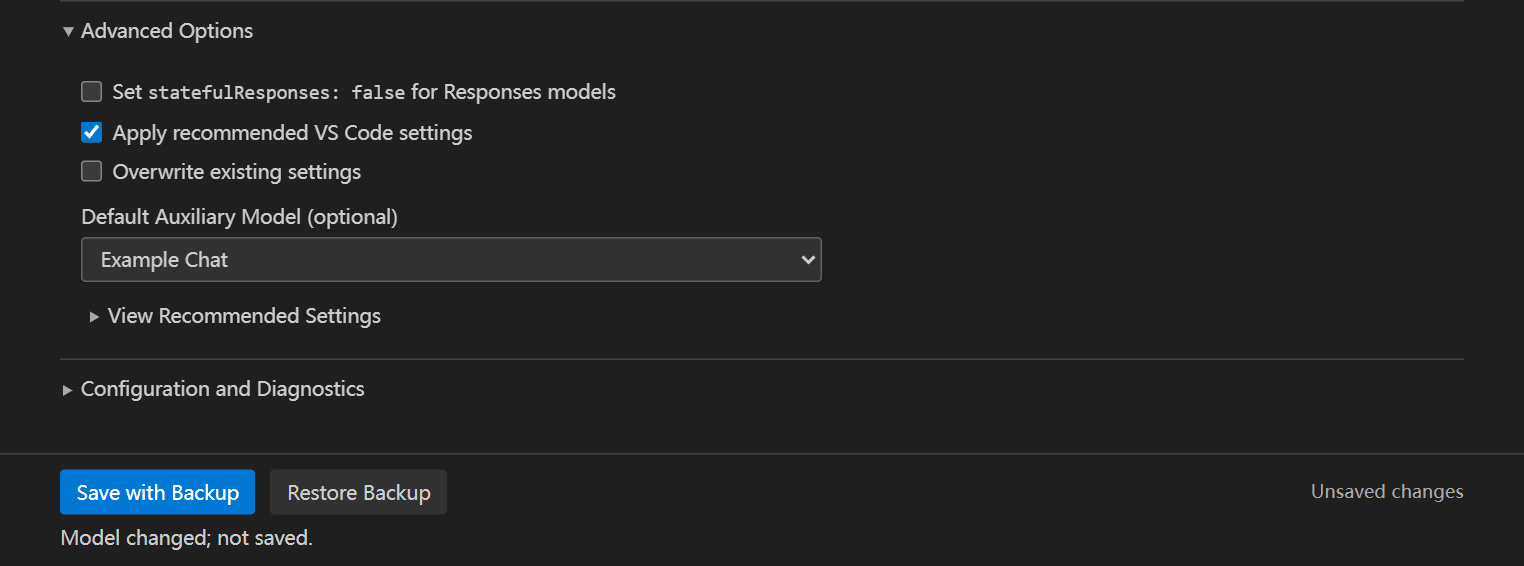 Advanced Options
Set statefulResponses: false for Responses models
Apply recommended VS Code settings
Overwrite existing settings
Default Auxiliary Model (optional)
Example Chat
View Recommended Settings
Configuration and Diagnostics
Save with Backup Restore Backup Unsaved changes
Model changed; not saved.